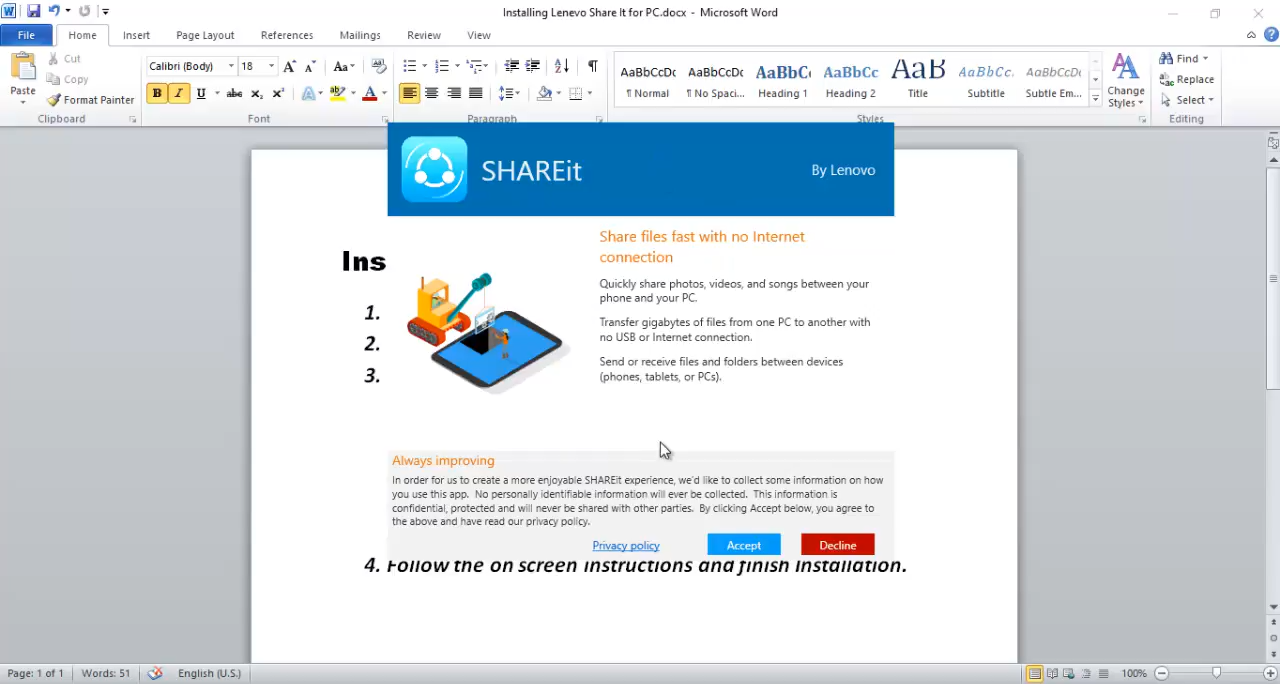 Installing Lenevo Share It for PC.docx - Microsoft Word
File Home Insert Page Layout References Mailings Review View
Cut
Copy
Paste
Format Painter
Clipboard
Calibri (Body) 18
Font
Paragraph
AaBbCcDc AaBbCcDc AaBbC AaBbCc AaB AaBbCc. AaBbCcDc
¶ Normal ¶ No Spaci... Heading 1 Heading 2 Title Subtitle Subtle Em...
Styles
Change
Styles
Find
Replace
Select
Editing
SHAREit
By Lenovo
Ins
1.
2.
3.
Share files fast with no Internet
connection
Quickly share photos, videos, and songs between your
phone and your PC.
Transfer gigabytes of files from one PC to another with
no USB or Internet connection.
Send or receive files and folders between devices
(phones, tablets, or PCs).
Always improving
In order for us to create a more enjoyable SHAREit experience, we'd like to collect some information on how
you use this app. No personally identifiable information will ever be collected. This information is
confidential, protected and will never be shared with other parties. By clicking Accept below, you agree to
the above and have read our privacy policy.
Privacy policy Accept Decline
4. Follow the on screen instructions and finish installation.
Page: 1 of 1 Words: 51 English (U.S.) 100%